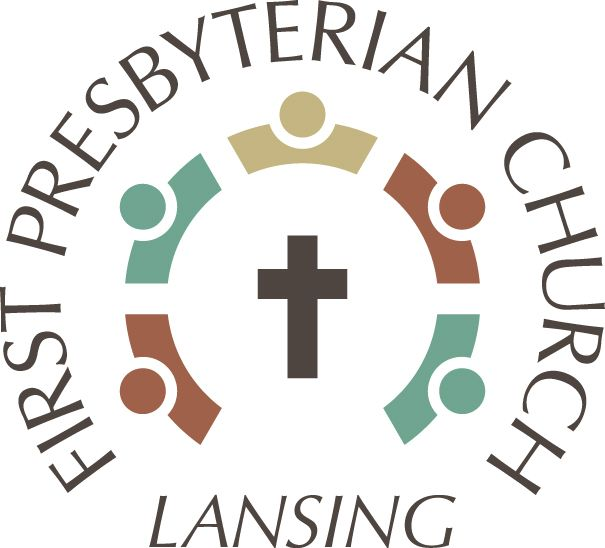 FIRST PRESBYTERIAN CHURCH
LANSING